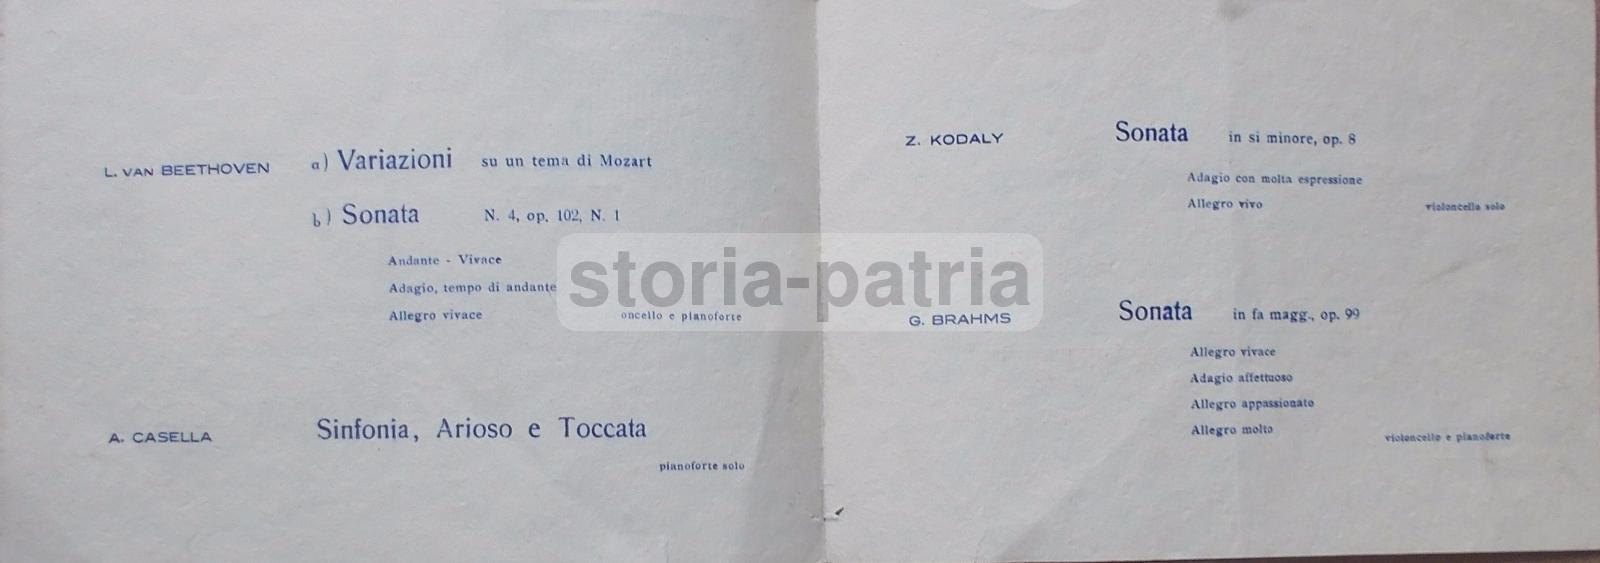 L. VAN BEETHOVEN
a) Variazioni su un tema di Mozart
b) Sonata N. 4, op. 102, N. 1
Andante - Vivace
Adagio, tempo di andante
Allegro vivace
oncello e pianoforte
A. CASELLA
Sinfonia, Arioso e Toccata
pianoforte solo
storia-patria
Z. KODALY
Sonata in si minore, op. 8
Adagio con molta espressione
Allegro vivo
violoncello solo
G. BRAHMS
Sonata in fa magg., op. 99
Allegro vivace
Adagio affettuoso
Allegro appassionato
Allegro molto
violoncello e pianoforte